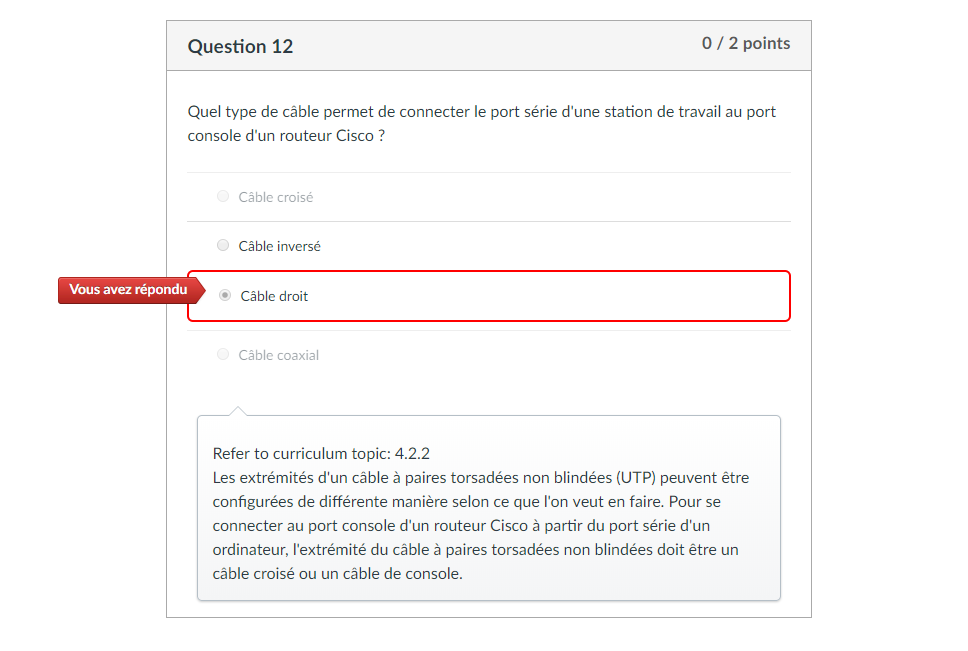 Question 12
0 / 2 points
Quel type de câble permet de connecter le port série d'une station de travail au port
console d'un routeur Cisco ?
Câble croisé
Câble inversé
Vous avez répondu
Câble droit
Câble coaxial
Refer to curriculum topic: 4.2.2
Les extrémités d'un câble à paires torsadées non blindées (UTP) peuvent être
configurées de différente manière selon ce que l'on veut en faire. Pour se
connecter au port console d'un routeur Cisco à partir du port série d'un
ordinateur, l'extrémité du câble à paires torsadées non blindées doit être un
câble croisé ou un câble de console.